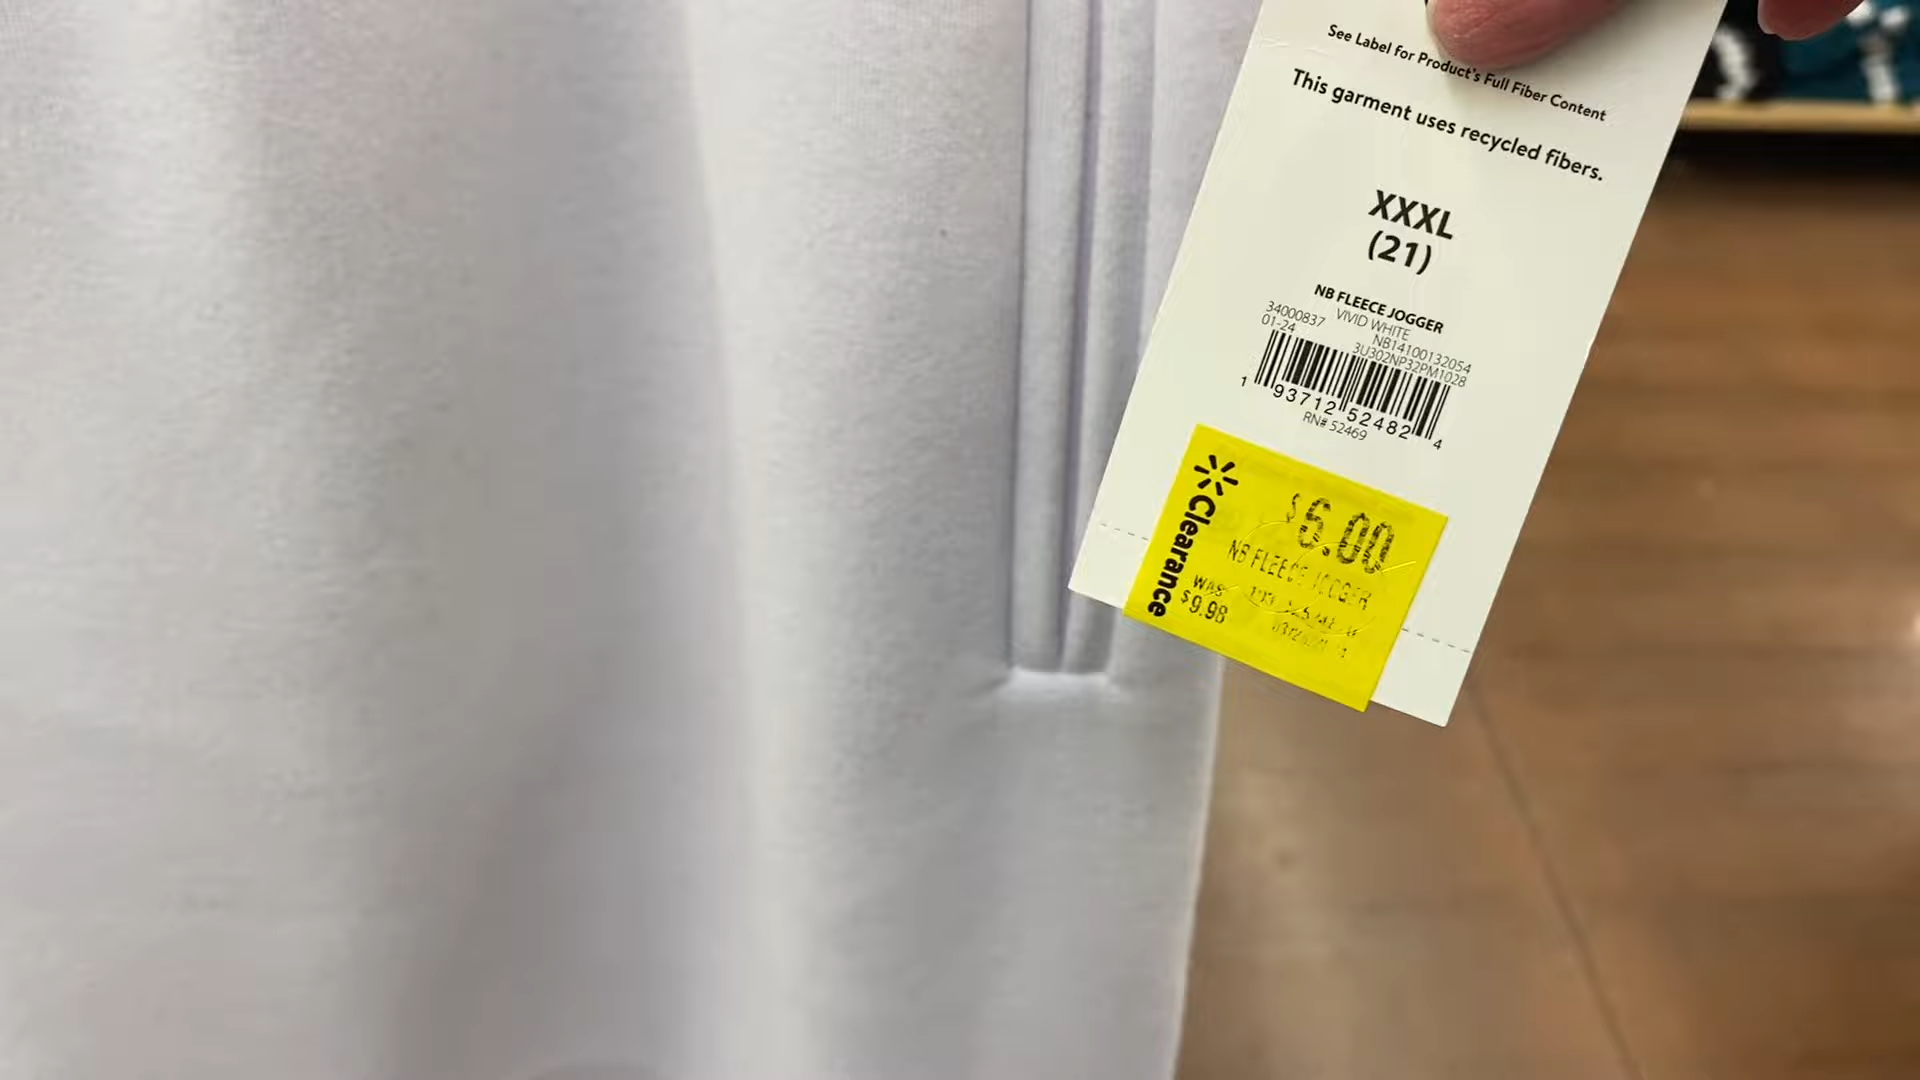 See Label for Product's Full Fiber Content
This garment uses recycled fibers.
XXXL
(21)
NB FLEECE JOGGER
34000837 VIVID WHITE
01-24 NB14100132054
3U302NP32PM1028
1 93712 52482 4
RN# 52469
Clearance
$6.00
NB FLEECE JOGGER
WAS
$9.98